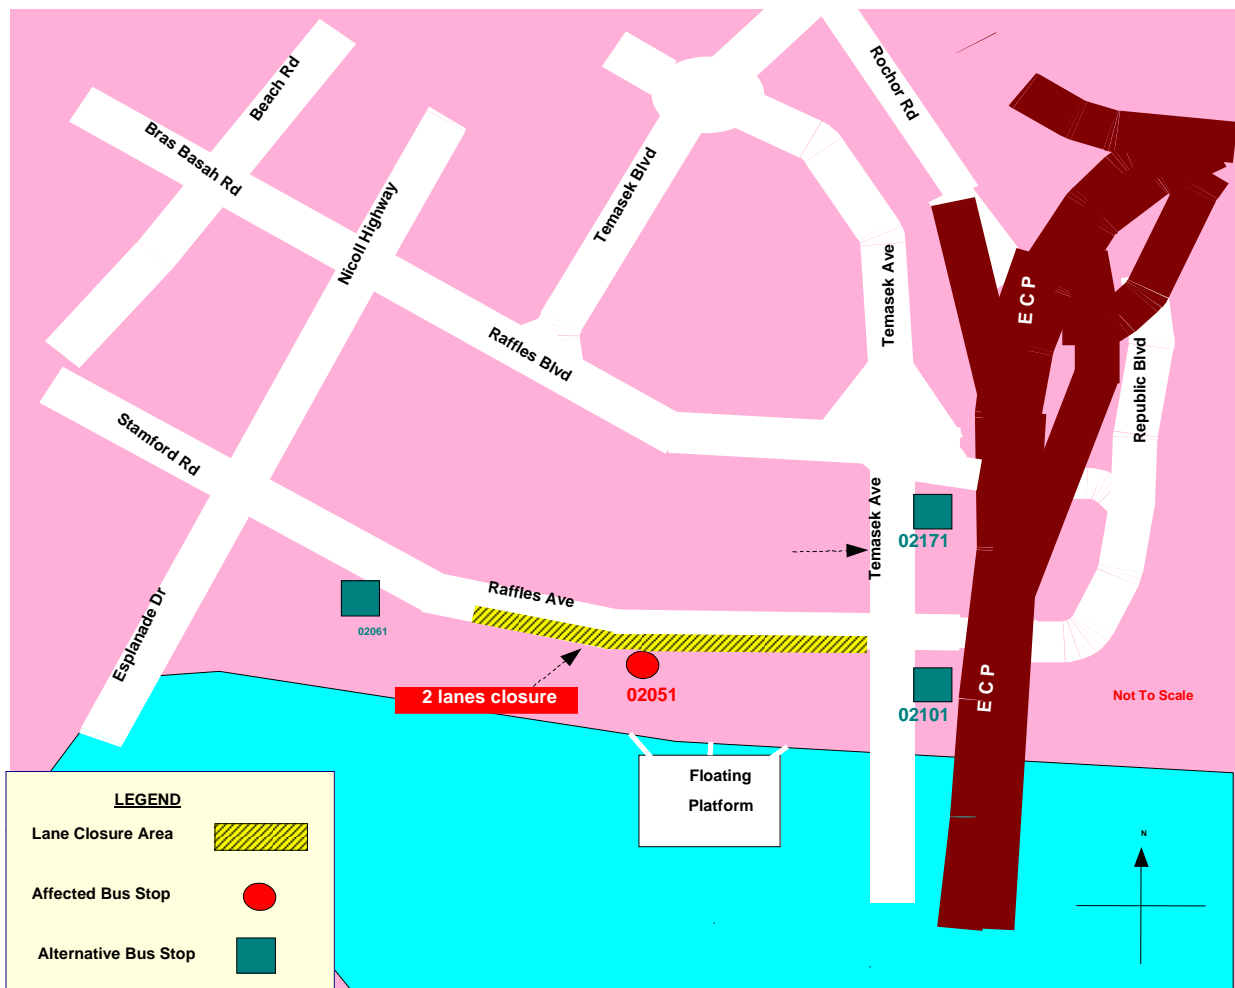 Beach Rd
Rochor Rd
Bras Basah Rd
Temasek Blvd
Nicoll Highway
Temasek Ave
E C P
Raffles Blvd
Republic Blvd
Stamford Rd
Temasek Ave
02171
Raffles Ave
Esplanade Dr
02061
2 lanes closure
02051
E C P
02101
Not To Scale
Floating
Platform
LEGEND
Lane Closure Area
Affected Bus Stop
Alternative Bus Stop
N